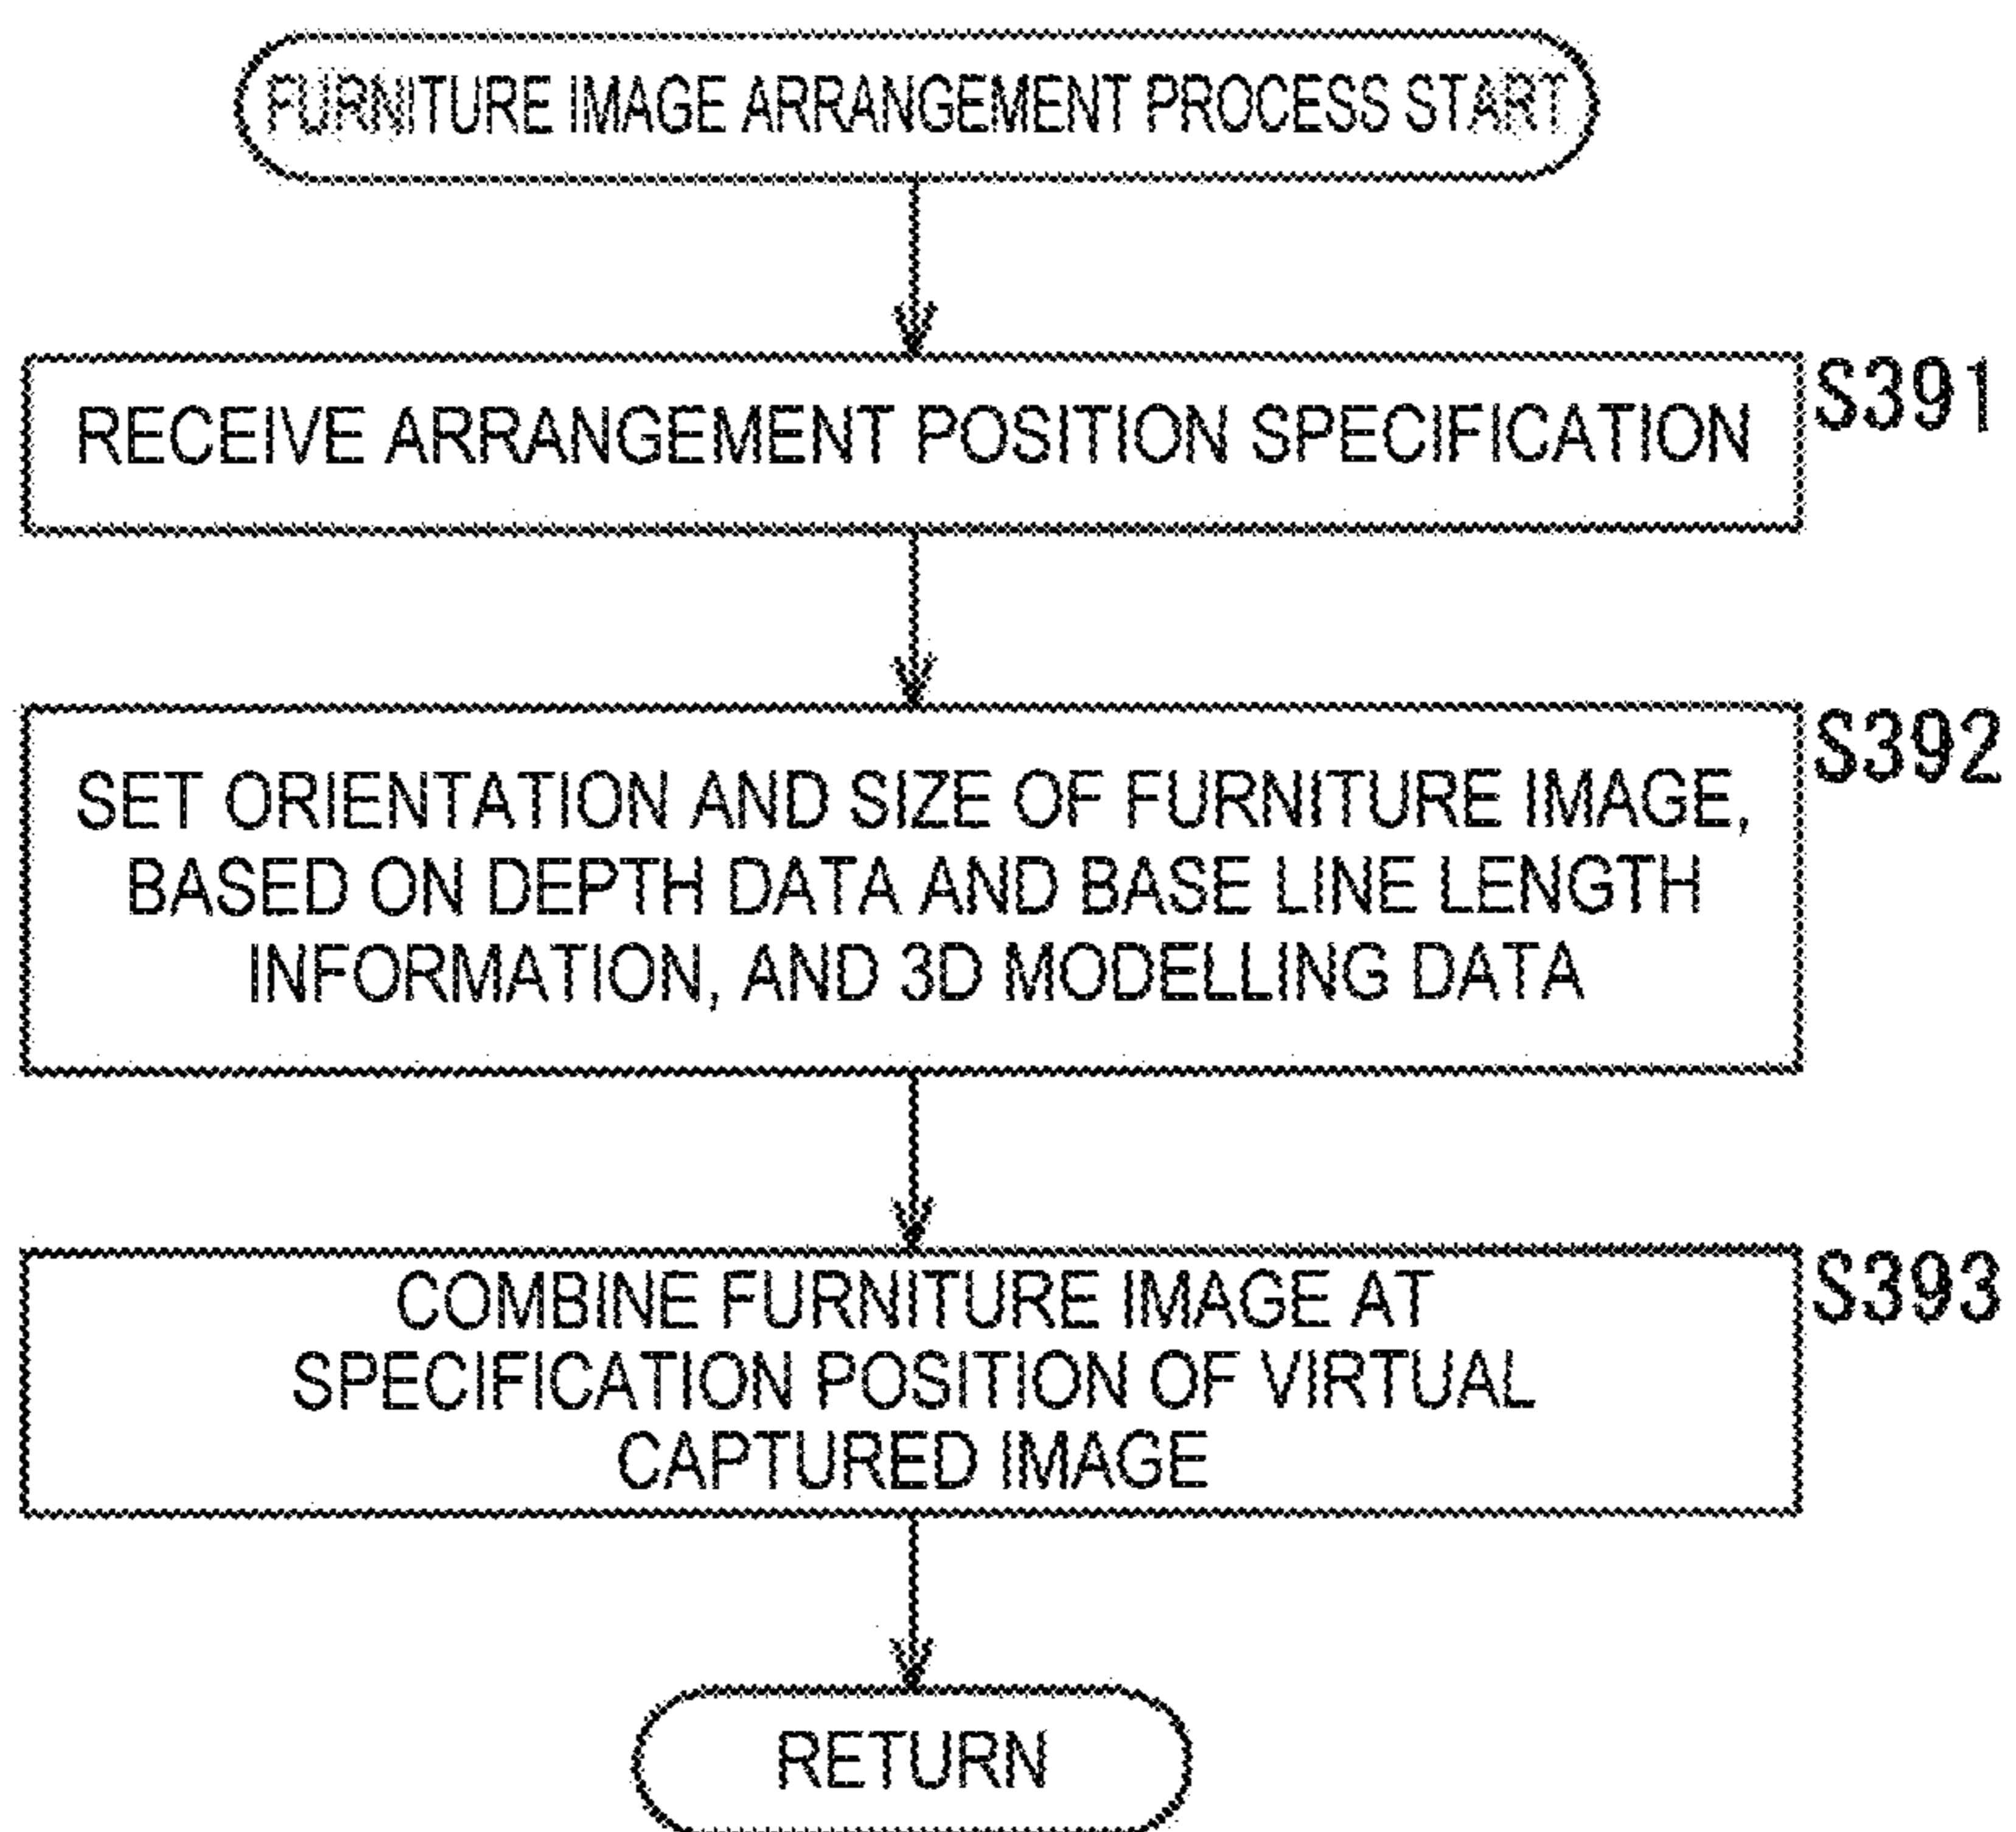 FURNITURE IMAGE ARRANGEMENT PROCESS START
RECEIVE ARRANGEMENT POSITION SPECIFICATION
S391
SET ORIENTATION AND SIZE OF FURNITURE IMAGE,
BASED ON DEPTH DATA AND BASE LINE LENGTH
INFORMATION, AND 3D MODELLING DATA
S392
COMBINE FURNITURE IMAGE AT
SPECIFICATION POSITION OF VIRTUAL
CAPTURED IMAGE
S393
RETURN